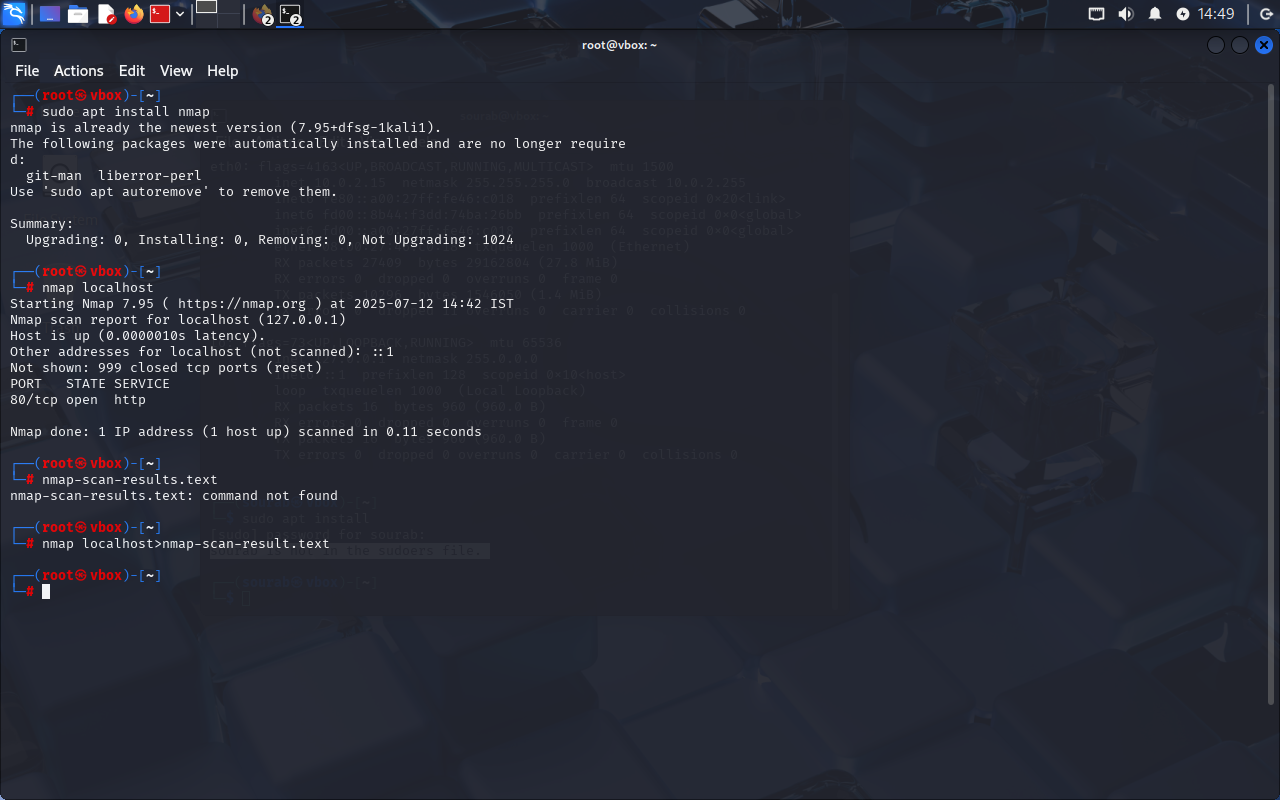 14:49
root@vbox: ~
File Actions Edit View Help
┌──(root㉿vbox)-[~]
└─# sudo apt install nmap
nmap is already the newest version (7.95+dfsg-1kali1).
The following packages were automatically installed and are no longer require
d:
  git-man  liberror-perl
Use 'sudo apt autoremove' to remove them.
Summary:
  Upgrading: 0, Installing: 0, Removing: 0, Not Upgrading: 1024
┌──(root㉿vbox)-[~]
└─# nmap localhost
Starting Nmap 7.95 ( https://nmap.org ) at 2025-07-12 14:42 IST
Nmap scan report for localhost (127.0.0.1)
Host is up (0.0000010s latency).
Other addresses for localhost (not scanned): ::1
Not shown: 999 closed tcp ports (reset)
PORT   STATE SERVICE
80/tcp open  http
Nmap done: 1 IP address (1 host up) scanned in 0.11 seconds
┌──(root㉿vbox)-[~]
└─# nmap-scan-results.text
nmap-scan-results.text: command not found
┌──(root㉿vbox)-[~]
└─# nmap localhost>nmap-scan-result.text
┌──(root㉿vbox)-[~]
└─#